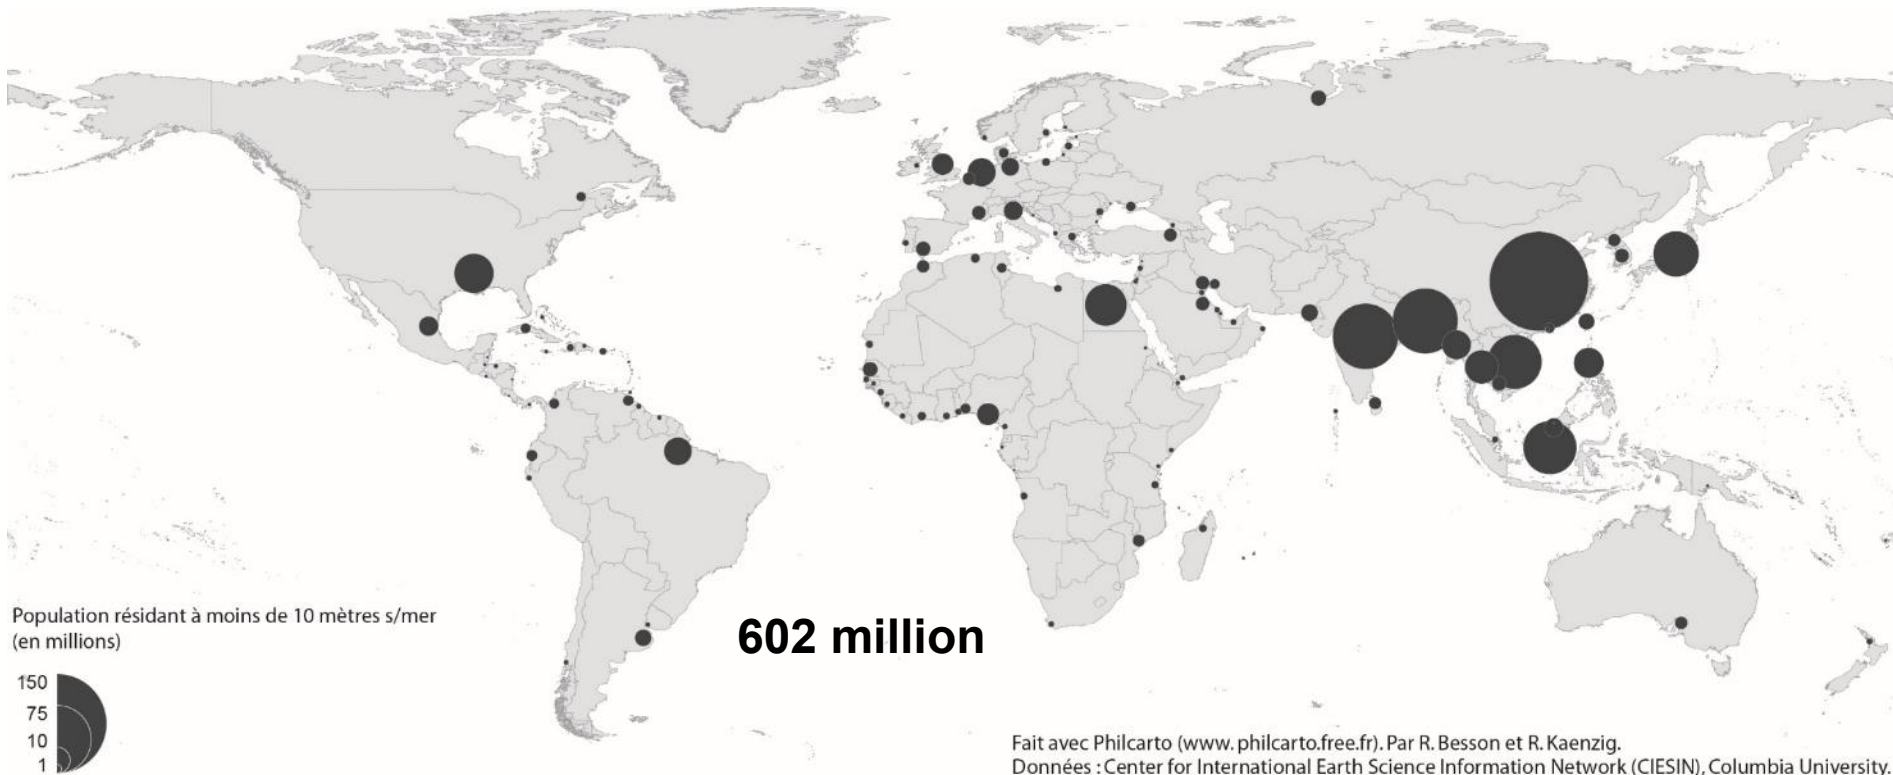 Population résidant à moins de 10 mètres s/mer
(en millions)
150
75
10
1
602 million
Fait avec Philcarto (www. philcarto.free.fr). Par R. Besson et R. Kaenzig.
Données : Center for International Earth Science Information Network (CIESIN), Columbia University.